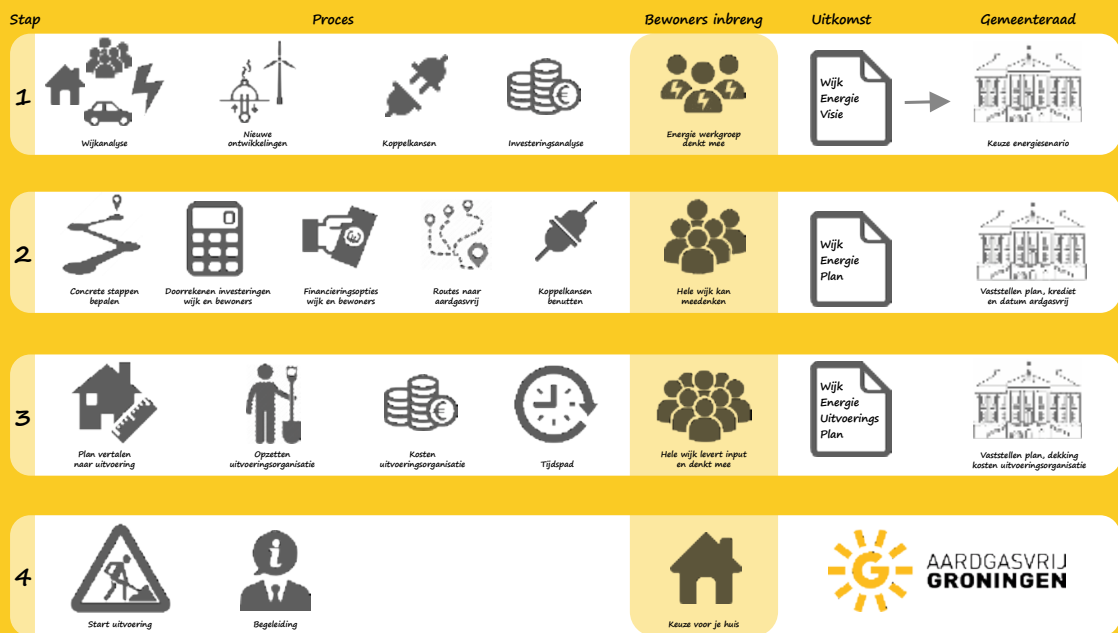 Stap Proces Bewoners inbreng Uitkomst Gemeenteraad
1
Wijkanalyse
Nieuwe
ontwikkelingen
Koppelkansen
Investeringsanalyse
Energie werkgroep
denkt mee
Wijk
Energie
Visie
Keuze energiesenario
2
Concrete stappen
bepalen
Doorrekenen investeringen
wijk en bewoners
Financieringsopties
wijk en bewoners
Routes naar
aardgasvrij
Koppelkansen
benutten
Hele wijk kan
meedenken
Wijk
Energie
Plan
Vaststellen plan, krediet
en datum ardgasvrij
3
Plan vertalen
naar uitvoering
Opzetten
uitvoeringsorganisatie
Kosten
uitvoeringsorganisatie
Tijdspad
Hele wijk levert input
en denkt mee
Wijk
Energie
Uitvoerings
Plan
Vaststellen plan, dekking
kosten uitvoeringsorganisatie
4
Start uitvoering
Begeleiding
Keuze voor je huis
G
AARDGASVRIJ
GRONINGEN